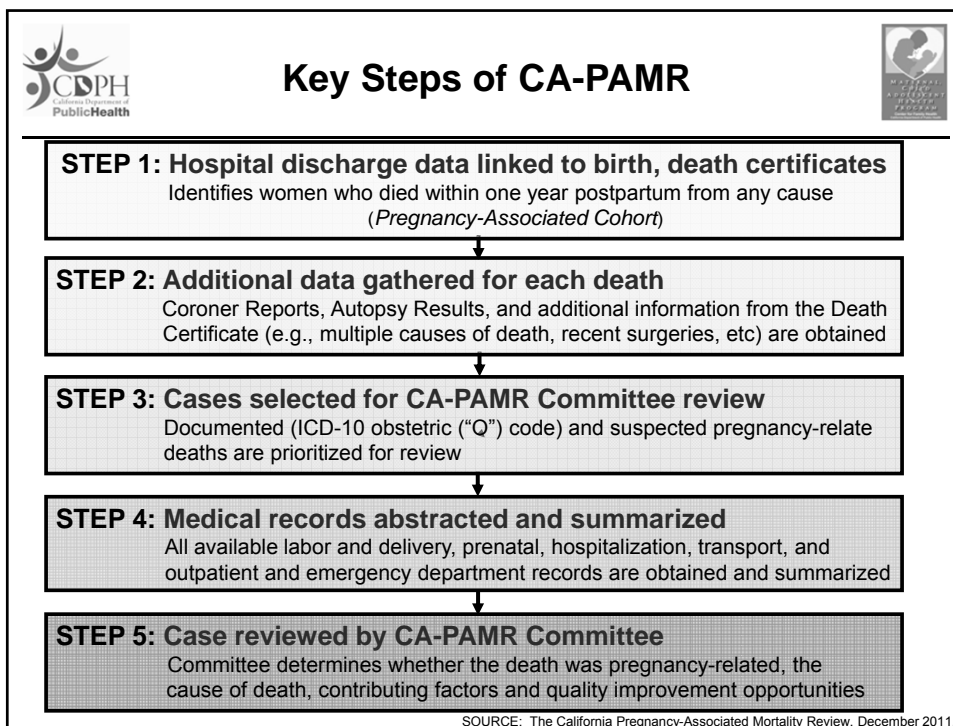 CDPH
California Department of
PublicHealth
Key Steps of CA-PAMR
MATERNAL
CHILD
ADOLESCENT
HEALTH
PROGRAM
STEP 1: Hospital discharge data linked to birth, death certificates
Identifies women who died within one year postpartum from any cause
(Pregnancy-Associated Cohort)
STEP 2: Additional data gathered for each death
Coroner Reports, Autopsy Results, and additional information from the Death
Certificate (e.g., multiple causes of death, recent surgeries, etc) are obtained
STEP 3: Cases selected for CA-PAMR Committee review
Documented (ICD-10 obstetric (“Q”) code) and suspected pregnancy-relate
deaths are prioritized for review
STEP 4: Medical records abstracted and summarized
All available labor and delivery, prenatal, hospitalization, transport, and
outpatient and emergency department records are obtained and summarized
STEP 5: Case reviewed by CA-PAMR Committee
Committee determines whether the death was pregnancy-related, the
cause of death, contributing factors and quality improvement opportunities
SOURCE: The California Pregnancy-Associated Mortality Review, December 2011